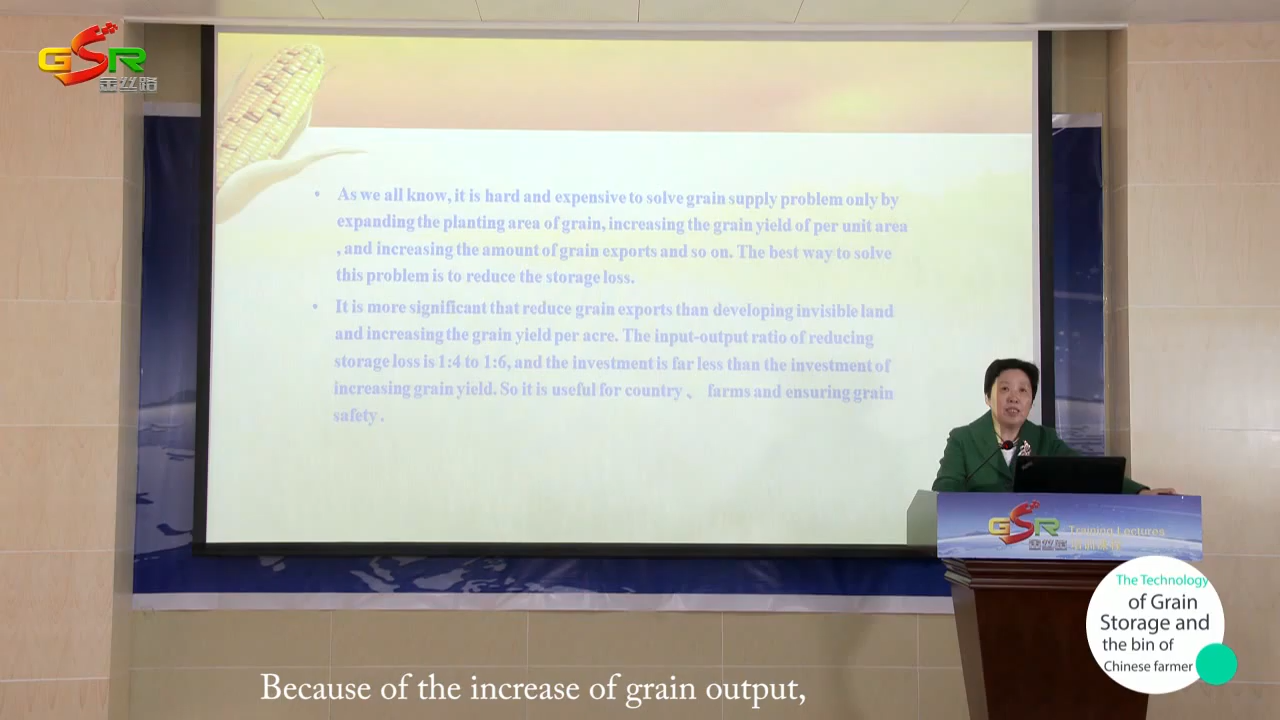 GSR
金丝路
• As we all know, it is hard and expensive to solve grain supply problem only by
expanding the planting area of grain, increasing the grain yield of per unit area
, and increasing the amount of grain exports and so on. The best way to solve
this problem is to reduce the storage loss.
• It is more significant that reduce grain exports than developing invisible land
and increasing the grain yield per acre. The input-output ratio of reducing
storage loss is 1:4 to 1:6, and the investment is far less than the investment of
increasing grain yield. So it is useful for country 、 farms and ensuring grain
safety .
GSR
金丝路
Training Lectures
The Technology
of Grain
Storage and
the bin of
Chinese farmer
Because of the increase of grain output,